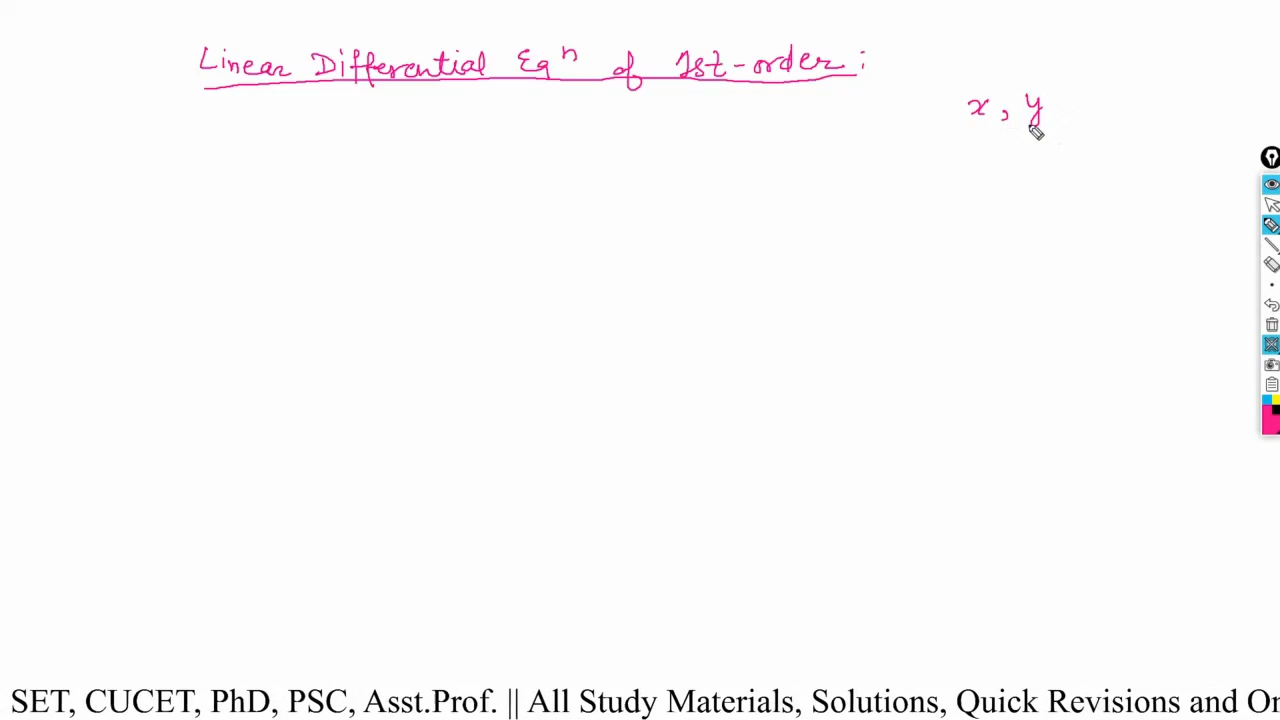 Linear Differential Eqⁿ of 1st-order :
x, y
SET, CUCET, PhD, PSC, Asst.Prof. || All Study Materials, Solutions, Quick Revisions and On